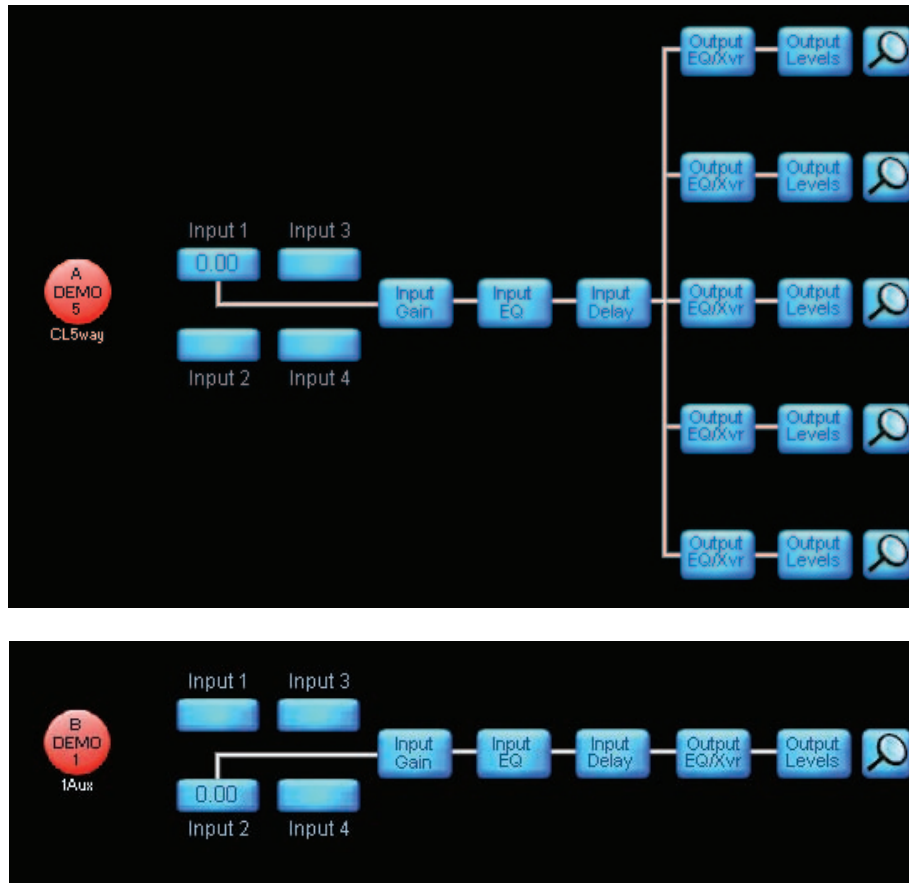 Output EQ/Xvr Output Levels
Output EQ/Xvr Output Levels
Input 1 Input 3
0.00
A DEMO 5
CL5way
Input Gain Input EQ Input Delay Output EQ/Xvr Output Levels
Input 2 Input 4
Output EQ/Xvr Output Levels
Output EQ/Xvr Output Levels
Input 1 Input 3
B DEMO 1
1Aux
Input Gain Input EQ Input Delay Output EQ/Xvr Output Levels
0.00
Input 2 Input 4